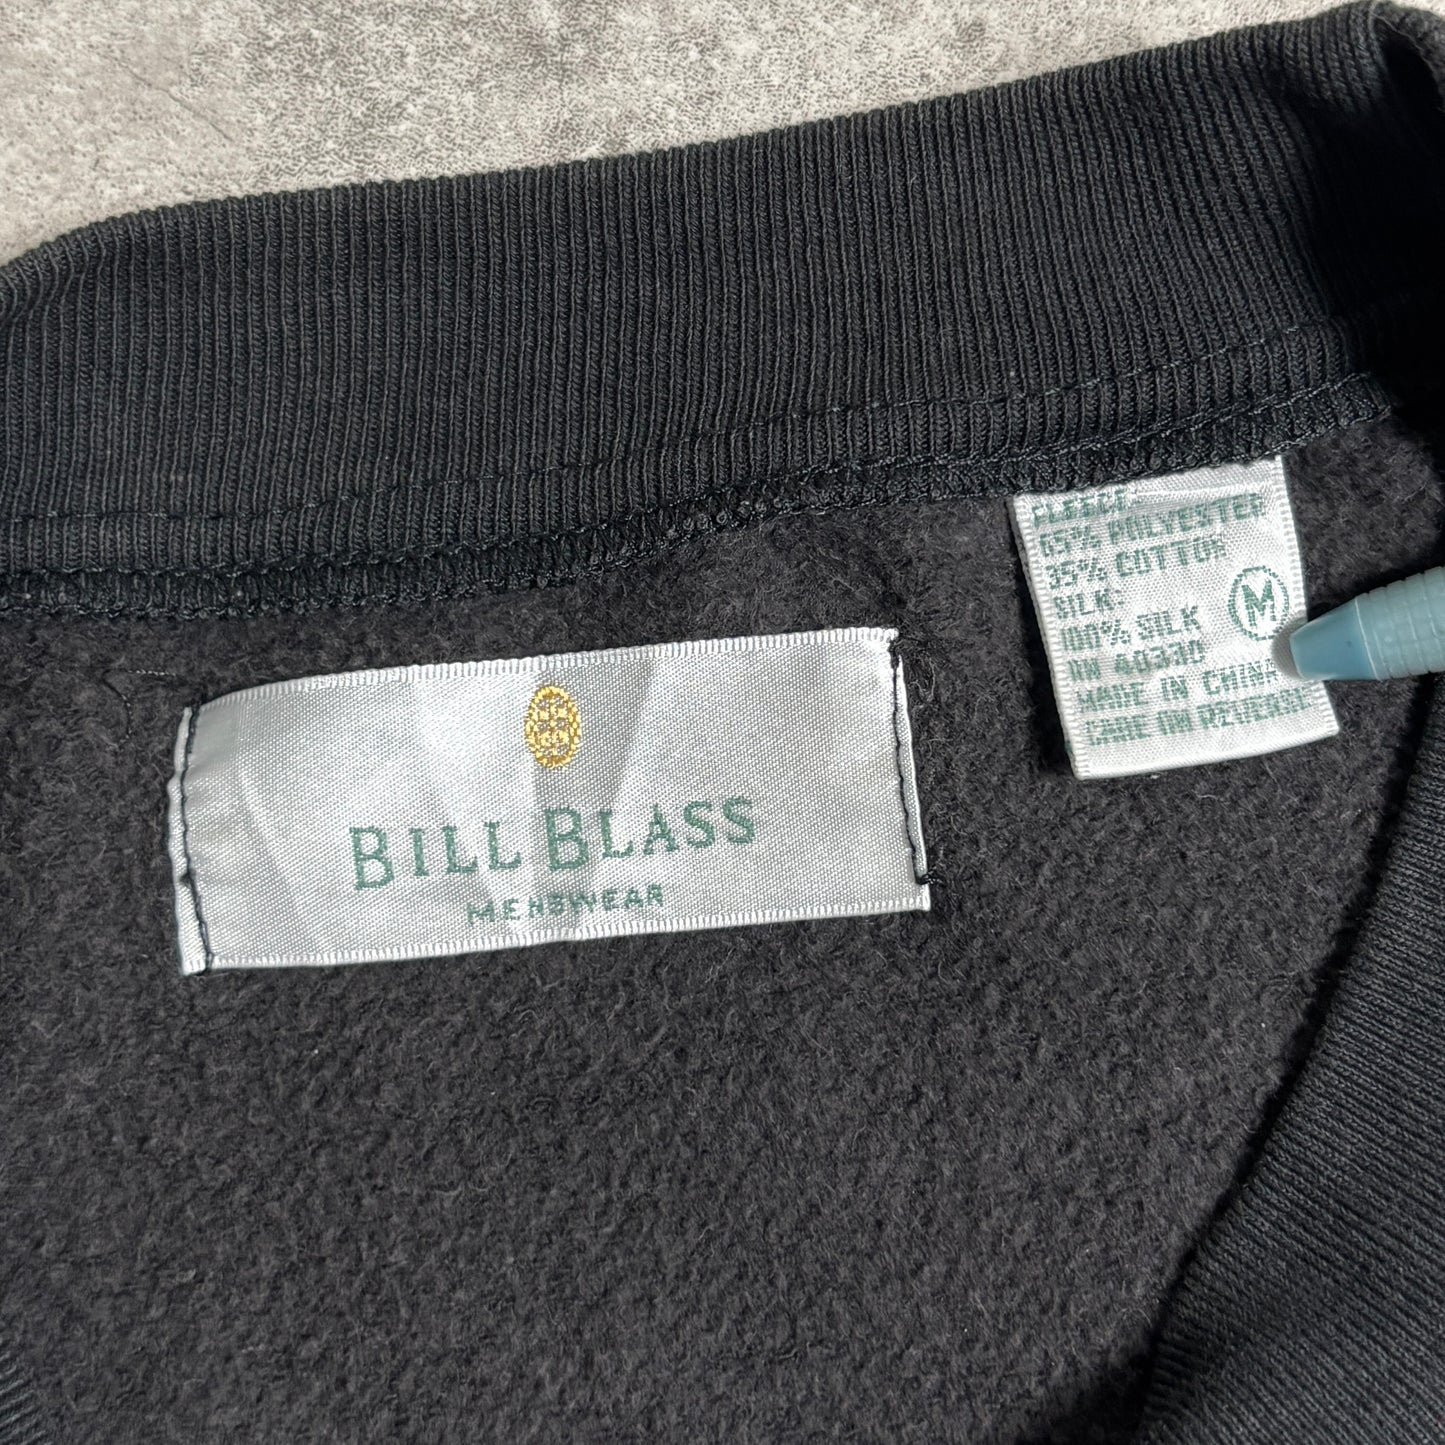 BILL BLASS
MENSWEAR
FLEECE:
65% POLYESTER
35% COTTON
SILK:
100% SILK
M
RN 40330
MADE IN CHINA
CARE ON REVERSE